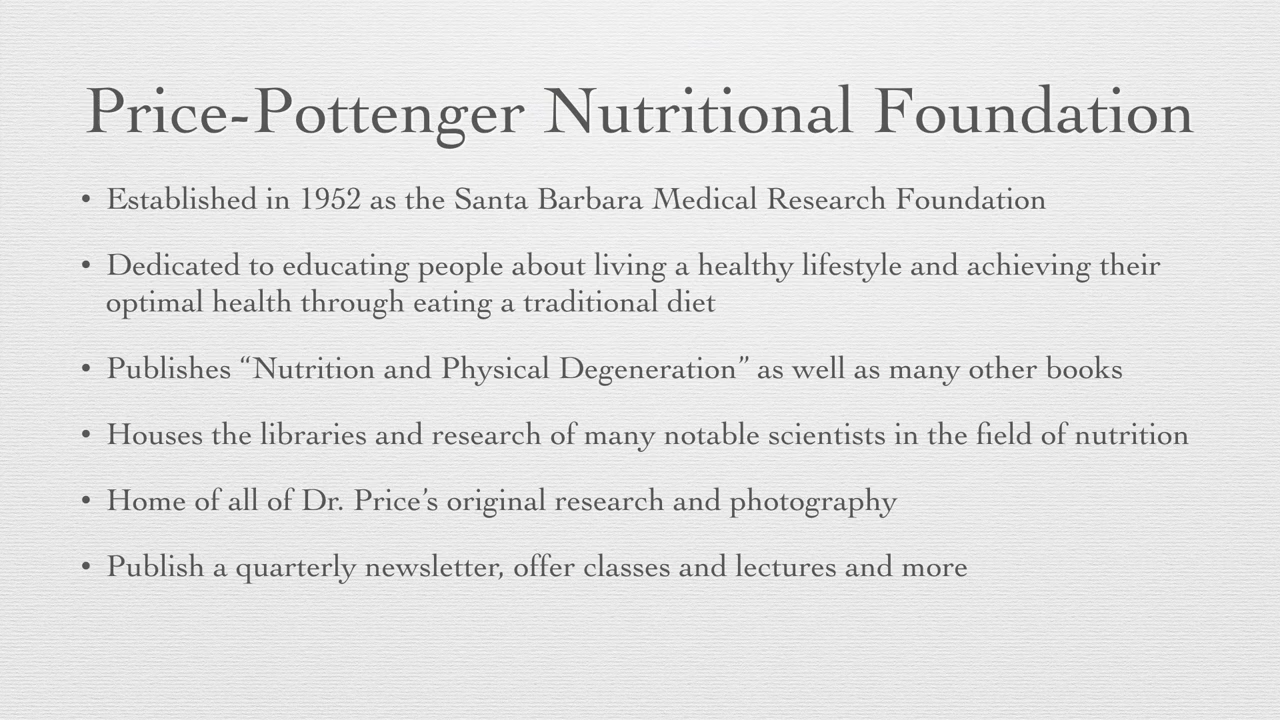 Price-Pottenger Nutritional Foundation
• Established in 1952 as the Santa Barbara Medical Research Foundation
• Dedicated to educating people about living a healthy lifestyle and achieving their
optimal health through eating a traditional diet
• Publishes “Nutrition and Physical Degeneration” as well as many other books
• Houses the libraries and research of many notable scientists in the field of nutrition
• Home of all of Dr. Price’s original research and photography
• Publish a quarterly newsletter, offer classes and lectures and more